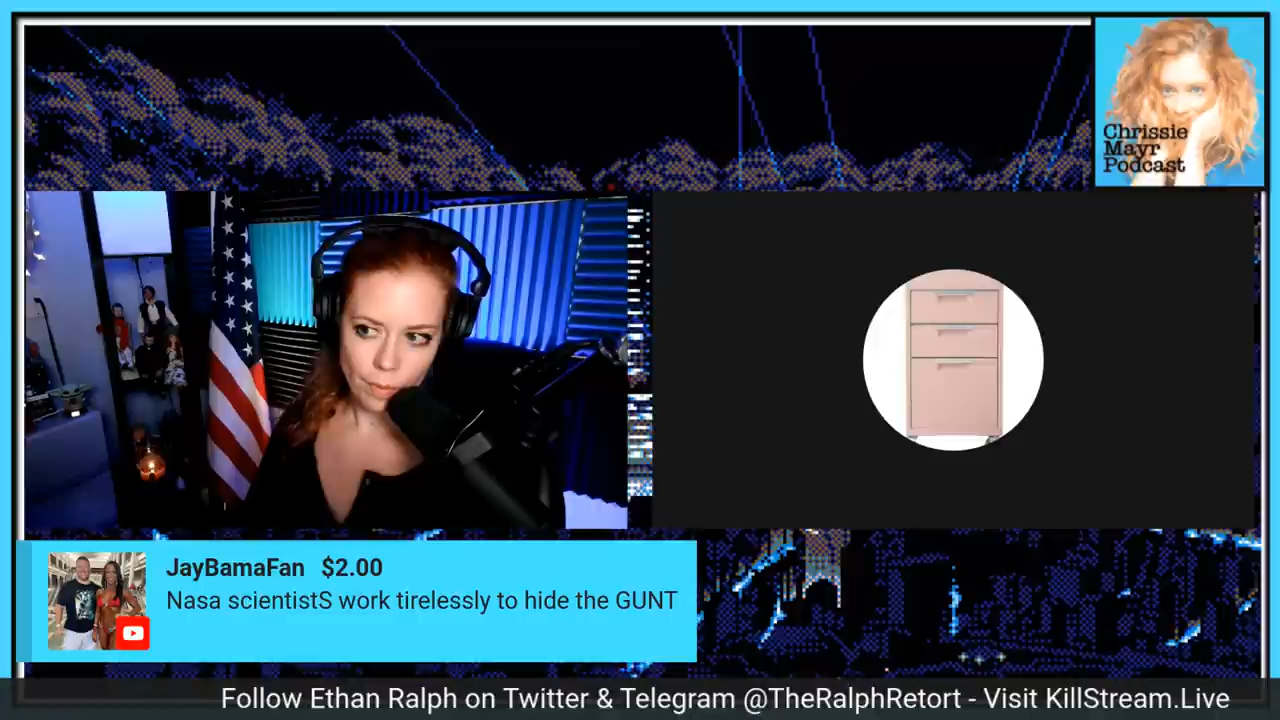 Chrissie
Mayr
Podcast
JayBamaFan $2.00
Nasa scientistS work tirelessly to hide the GUNT
Follow Ethan Ralph on Twitter & Telegram @TheRalphRetort - Visit KillStream.Live